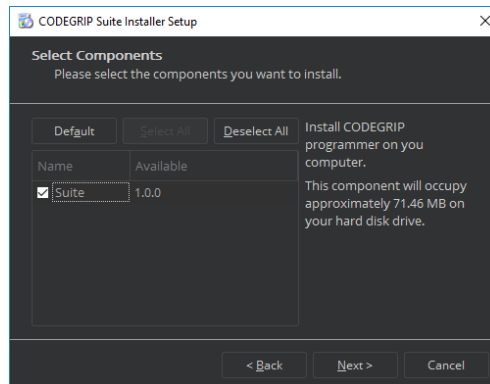 CODEGRIP Suite Installer Setup
Select Components
Please select the components you want to install.
Default Select All Deselect All
Install CODEGRIP
programmer on you
computer.
This component will occupy
approximately 71.46 MB on
your hard disk drive.
Name Available
Suite 1.0.0
< Back Next > Cancel